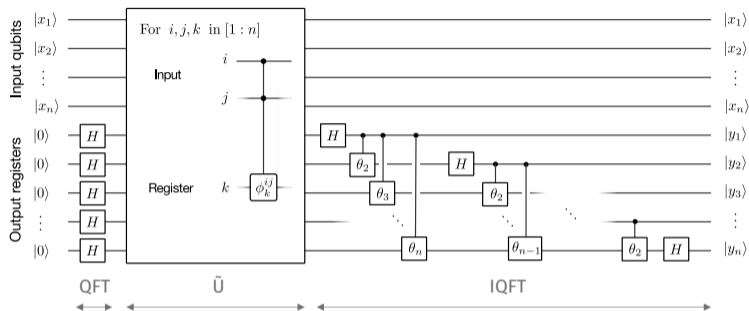 Input qubits
Output registers
|x₁⟩
|x₂⟩
⋮
|xₙ⟩
|0⟩ H
|0⟩ H
|0⟩ H
⋮ H
|0⟩ H
For i, j, k in [1 : n]
Input
i
j
Register k ϕₖⁱʲ
H
θ₂ H
θ₃ θ₂
⋱ ⋱ ⋱
θₙ θₙ₋₁ θ₂ H
|x₁⟩
|x₂⟩
⋮
|xₙ⟩
|y₁⟩
|y₂⟩
|y₃⟩
⋮
|yₙ⟩
QFT Ũ IQFT